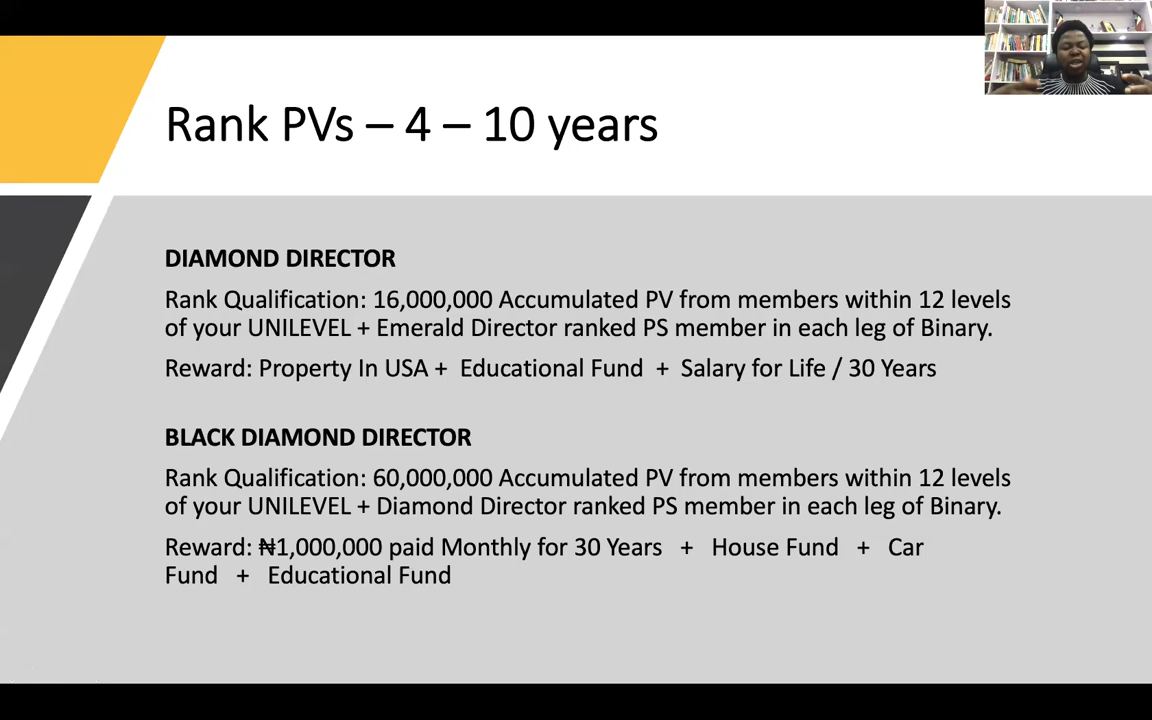 Rank PVs – 4 – 10 years
DIAMOND DIRECTOR
Rank Qualification: 16,000,000 Accumulated PV from members within 12 levels
of your UNILEVEL + Emerald Director ranked PS member in each leg of Binary.
Reward: Property In USA + Educational Fund + Salary for Life / 30 Years
BLACK DIAMOND DIRECTOR
Rank Qualification: 60,000,000 Accumulated PV from members within 12 levels
of your UNILEVEL + Diamond Director ranked PS member in each leg of Binary.
Reward: ₦1,000,000 paid Monthly for 30 Years + House Fund + Car
Fund + Educational Fund